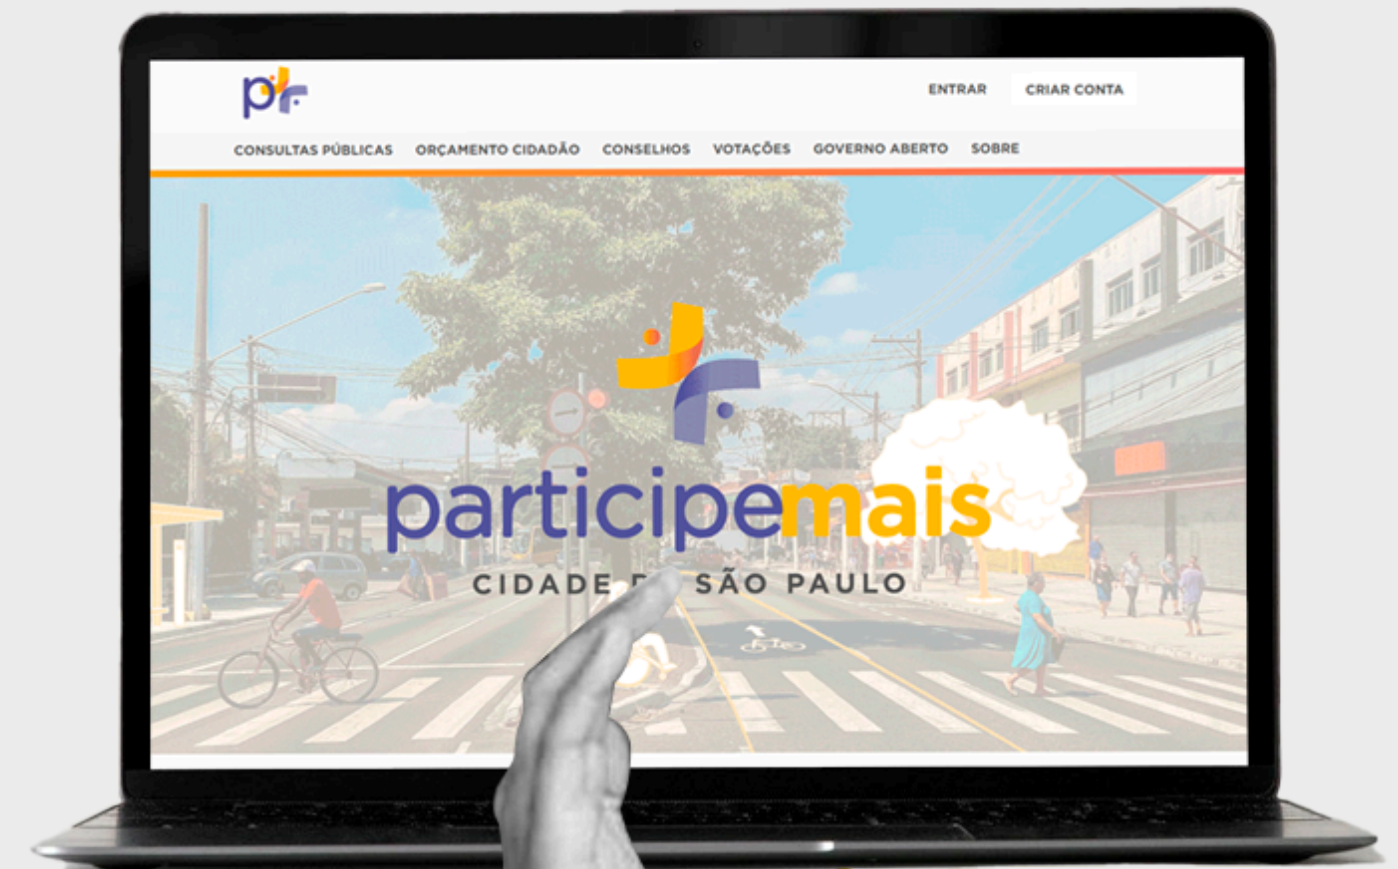 p
ENTRAR CRIAR CONTA
CONSULTAS PÚBLICAS ORÇAMENTO CIDADÃO CONSELHOS VOTAÇÕES GOVERNO ABERTO SOBRE
participemais
CIDADE SÃO PAULO